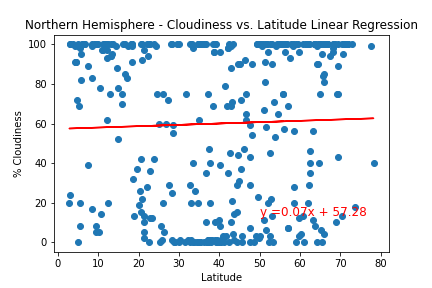 Northern Hemisphere - Cloudiness vs. Latitude Linear Regression
% Cloudiness
100
80
60
40
20
0
y =0.07x + 57.28
0 10 20 30 40 50 60 70 80
Latitude